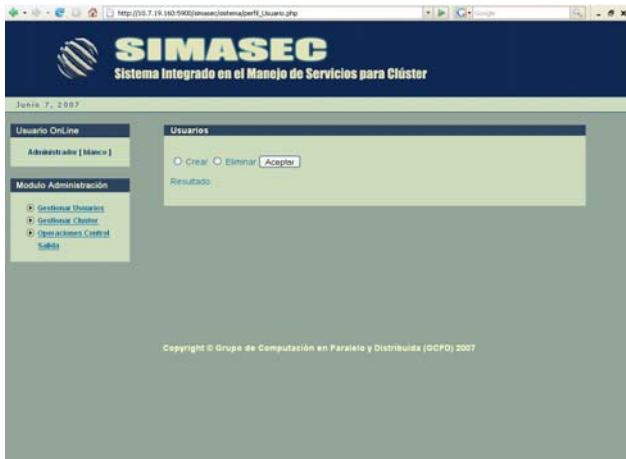 http://10.7.19.160:5900/simasec/sistema/perfil_Usuario.php
Google
SIMASEC
Sistema Integrado en el Manejo de Servicios para Clúster
Junio 7, 2007
Usuario OnLine
Administrador [ blanco ]
Modulo Administración
Gestionar Usuarios
Gestionar Cluster
Operaciones Control
Salida
Usuarios
Crear Eliminar Aceptar
Resultado
Copyright © Grupo de Computación en Paralelo y Distribuida (GCPD) 2007